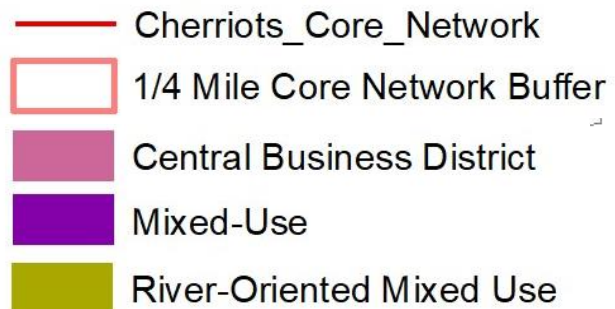 Cherriots_Core_Network
1/4 Mile Core Network Buffer
Central Business District
Mixed-Use
River-Oriented Mixed Use